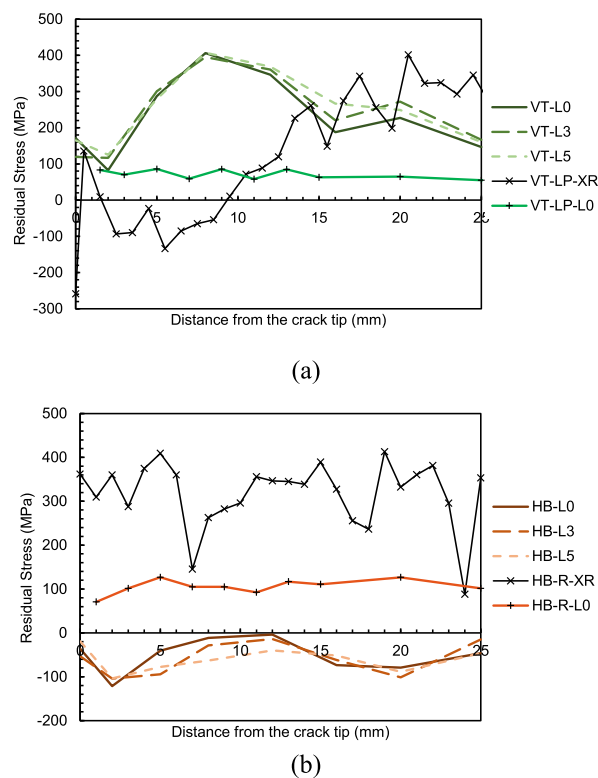 500
400
300
200
100
0
-100
-200
-300
0 5 10 15 20 25
Residual Stress (MPa)
Distance from the crack tip (mm)
VT-L0
VT-L3
VT-L5
VT-LP-XR
VT-LP-L0
(a)
500
400
300
200
100
0
-100
-200
0 5 10 15 20 25
Residual Stress (MPa)
Distance from the crack tip (mm)
HB-L0
HB-L3
HB-L5
HB-R-XR
HB-R-L0
(b)